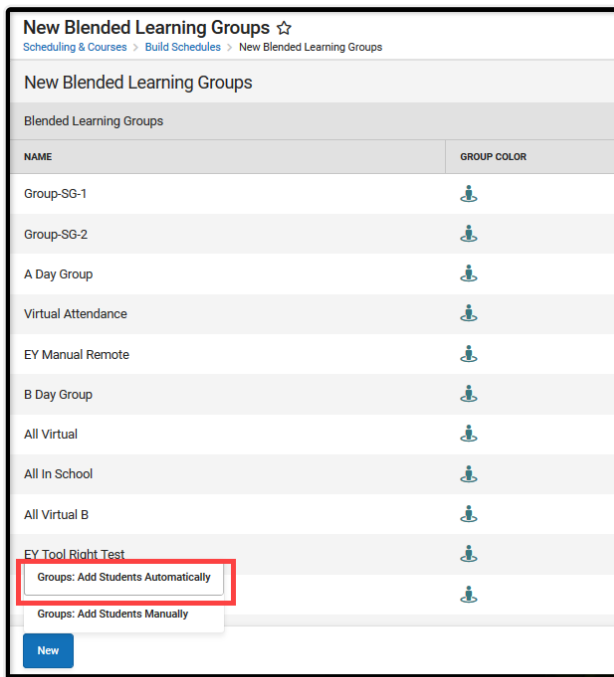 New Blended Learning Groups
Scheduling & Courses > Build Schedules > New Blended Learning Groups
New Blended Learning Groups
Blended Learning Groups
NAME GROUP COLOR
Group-SG-1
Group-SG-2
A Day Group
Virtual Attendance
EY Manual Remote
B Day Group
All Virtual
All In School
All Virtual B
EY Tool Right Test
Groups: Add Students Automatically
Groups: Add Students Manually
New